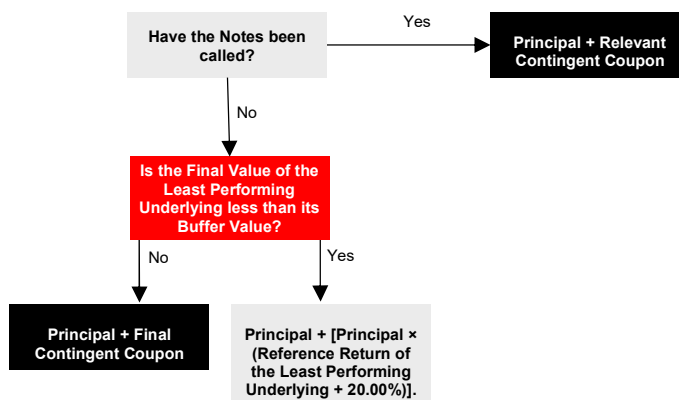 Have the Notes been
called?
Yes
Principal + Relevant
Contingent Coupon
No
Is the Final Value of the
Least Performing
Underlying less than its
Buffer Value?
No
Yes
Principal + Final
Contingent Coupon
Principal + [Principal ×
(Reference Return of
the Least Performing
Underlying + 20.00%)].